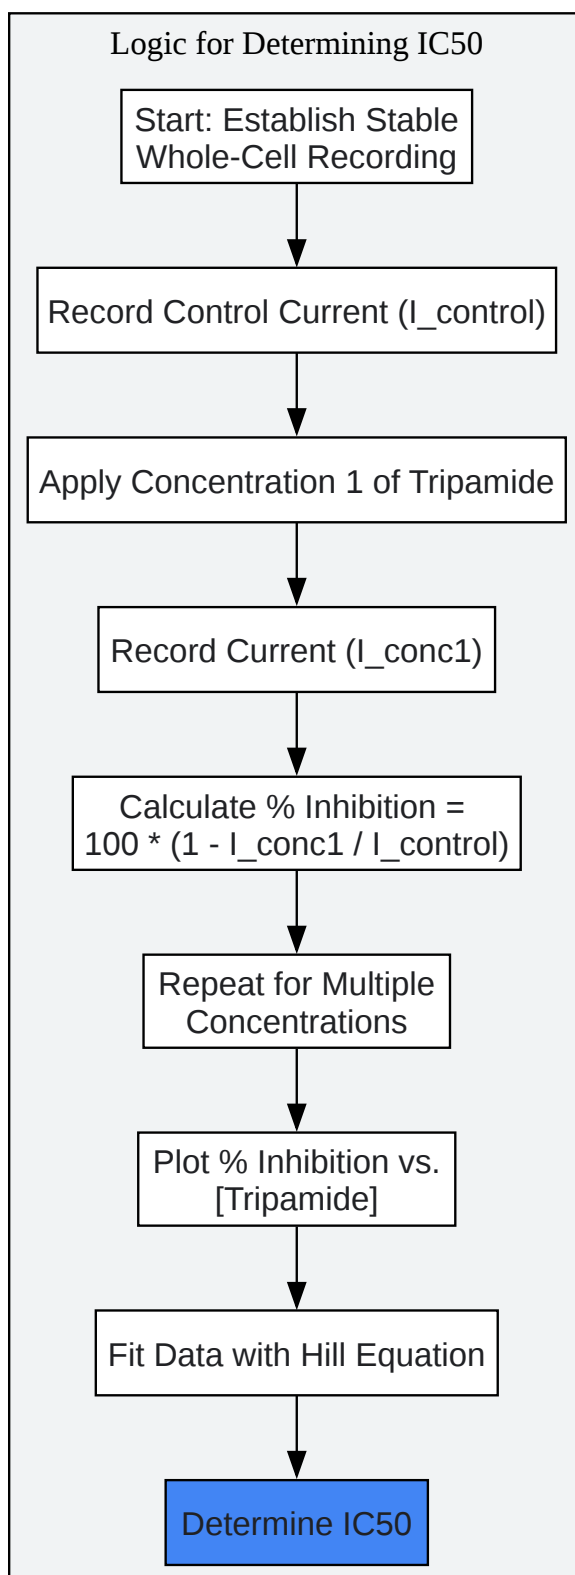 Logic for Determining IC50
Start: Establish Stable
Whole-Cell Recording
Record Control Current (I_control)
Apply Concentration 1 of Tripamide
Record Current (I_conc1)
Calculate % Inhibition =
100 * (1 - I_conc1 / I_control)
Repeat for Multiple
Concentrations
Plot % Inhibition vs.
[Tripamide]
Fit Data with Hill Equation
Determine IC50